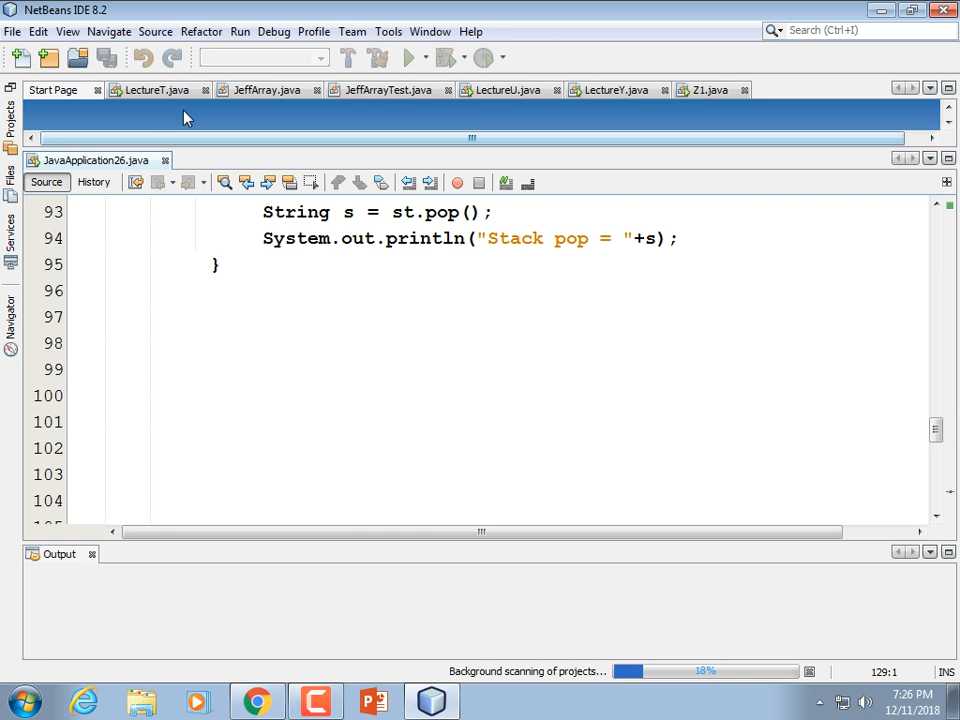 NetBeans IDE 8.2
File Edit View Navigate Source Refactor Run Debug Profile Team Tools Window Help
Search (Ctrl+I)
Start Page LectureT.java JeffArray.java JeffArrayTest.java LectureU.java LectureY.java Z1.java
JavaApplication26.java
Source History
Projects
Files
Services
Navigator
93 String s = st.pop();
94 System.out.println("Stack pop = "+s);
95 }
96
97
98
99
100
101
102
103
104
Output
Background scanning of projects... 18% 129:1 INS
7:26 PM
12/11/2018